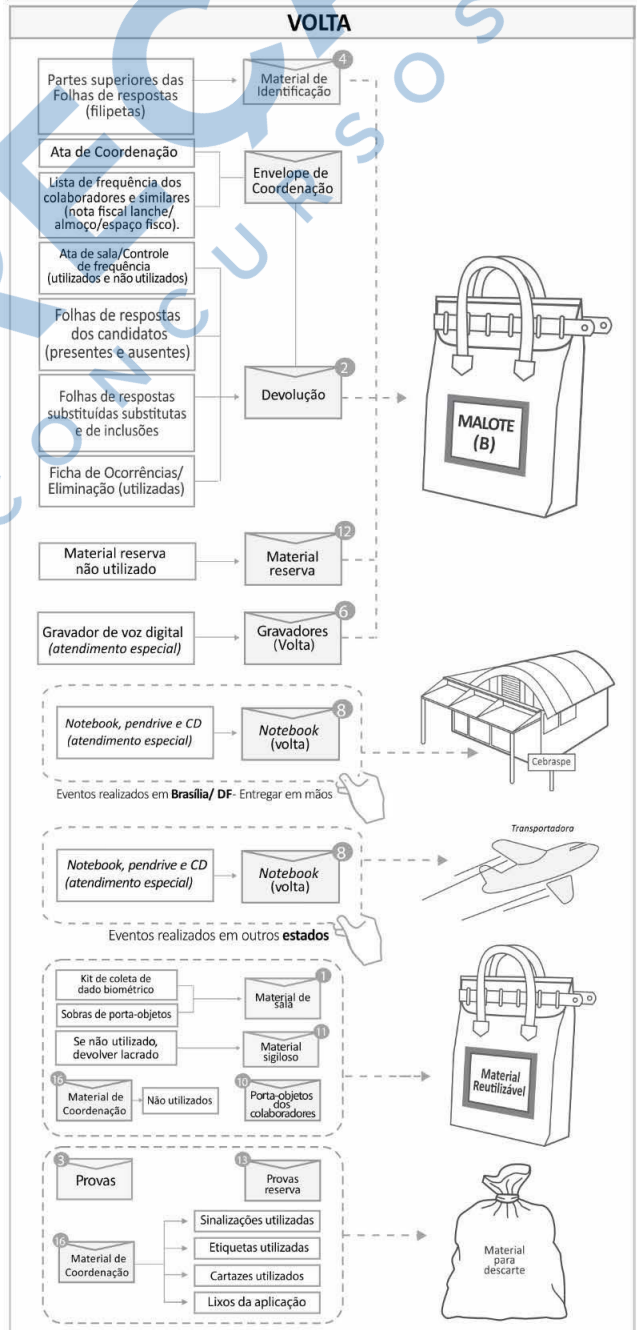 VOLTA
Partes superiores das
Folhas de respostas
(filipetas)
4
Material de
Identificação
Ata de Coordenação
Lista de frequência dos
colaboradores e similares
(nota fiscal lanche/
almoço/espaço fisco).
Envelope de
Coordenação
Ata de sala/Controle
de frequência
(utilizados e não utilizados)
Folhas de respostas
dos candidatos
(presentes e ausentes)
Folhas de respostas
substituídas substitutas
e de inclusões
Ficha de Ocorrências/
Eliminação (utilizadas)
2
Devolução
MALOTE
(B)
Material reserva
não utilizado
12
Material
reserva
Gravador de voz digital
(atendimento especial)
6
Gravadores
(Volta)
Notebook, pendrive e CD
(atendimento especial)
8
Notebook
(volta)
Cebraspe
Eventos realizados em Brasília/ DF- Entregar em mãos
Notebook, pendrive e CD
(atendimento especial)
8
Notebook
(volta)
Transportadora
Eventos realizados em outros estados
Kit de coleta de
dado biométrico
Sobras de porta-objetos
1
Material de
sala
Se não utilizado,
devolver lacrado
11
Material
sigiloso
16
Material de
Coordenação
Não utilizados
10
Porta-objetos
dos
colaboradores
Material
Reutilizável
3
Provas
13
Provas
reserva
16
Material de
Coordenação
Sinalizações utilizadas
Etiquetas utilizadas
Cartazes utilizados
Lixos da aplicação
Material
para
descarte
CONCURSOS